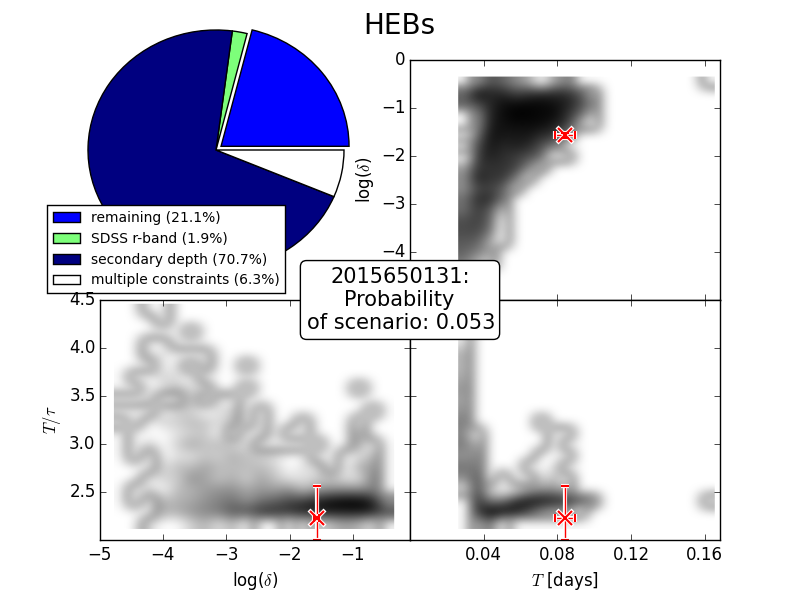 HEBs
remaining (21.1%)
SDSS r-band (1.9%)
secondary depth (70.7%)
multiple constraints (6.3%)
0
−1
−2
−3
−4
log(δ)
2015650131:
Probability
of scenario: 0.053
4.5
4.0
3.5
3.0
2.5
T/τ
−5
−4
−3
−2
−1
log(δ)
0.04
0.08
0.12
0.16
T [days]